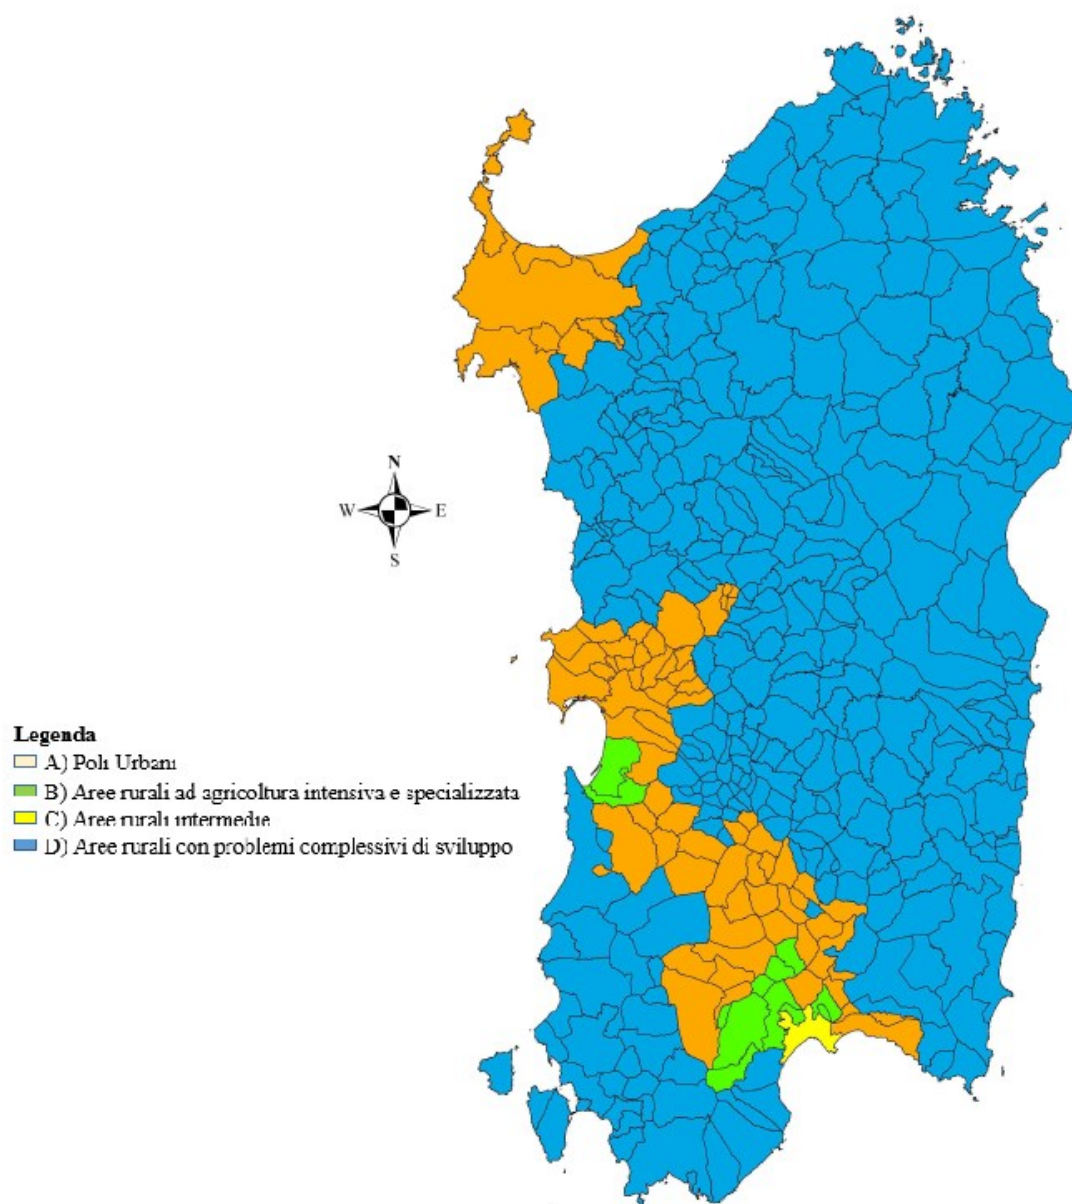 N
W E
S
Legenda
A) Poli Urbani
B) Aree rurali ad agricoltura intensiva e specializzata
C) Aree rurali intermedie
D) Aree rurali con problemi complessivi di sviluppo